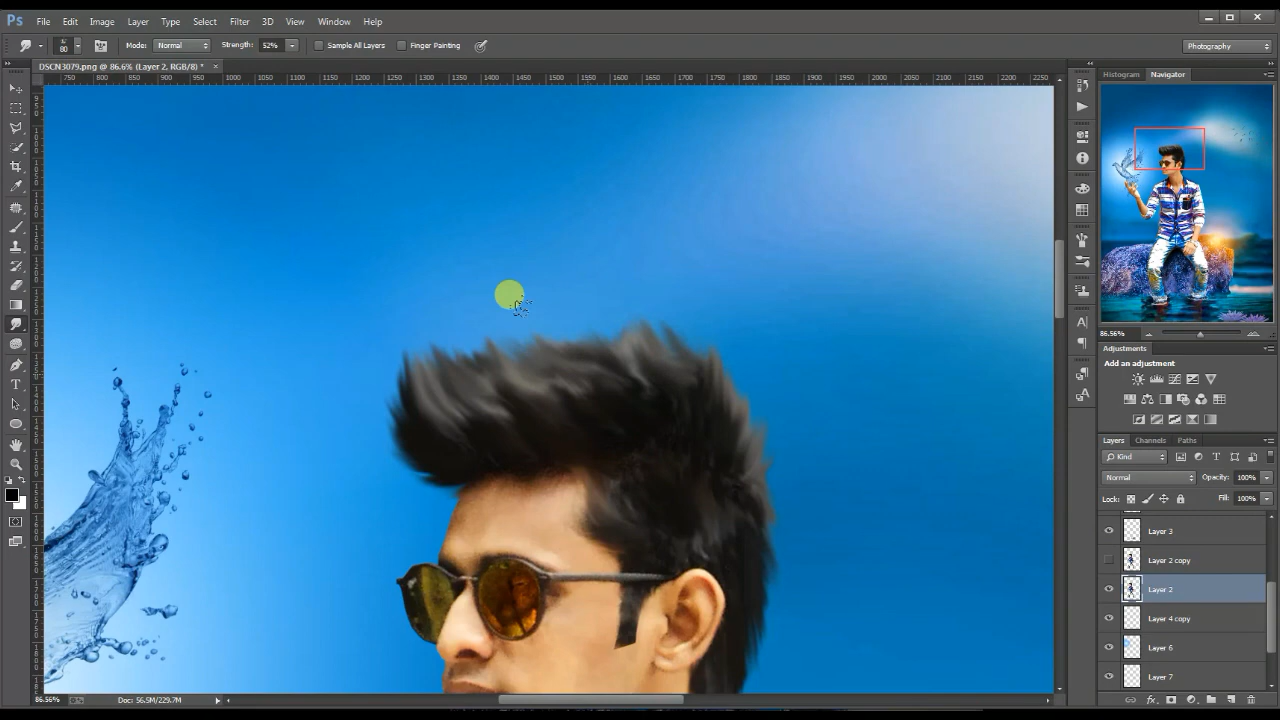 Ps File Edit Image Layer Type Select Filter 3D View Window Help
80 Mode: Normal Strength: 52% Sample All Layers Finger Painting Photography
DSCN3079.png @ 86.6% (Layer 2, RGB/8) * ×
Histogram Navigator
750 800 850 900 950 1000 1050 1100 1150 1200 1250 1300 1350 1400 1450 1500 1550 1600 1650 1700 1750 1800 1850 1900 1950 2000 2050 2100 2150 2200 2250
86.56%
Adjustments
Add an adjustment
Layers Channels Paths
Kind
Normal Opacity: 100%
Lock: Fill: 100%
Layer 3
Layer 2 copy
Layer 2
Layer 4 copy
Layer 6
Layer 7
86.56% Doc: 56.5M/229.7M